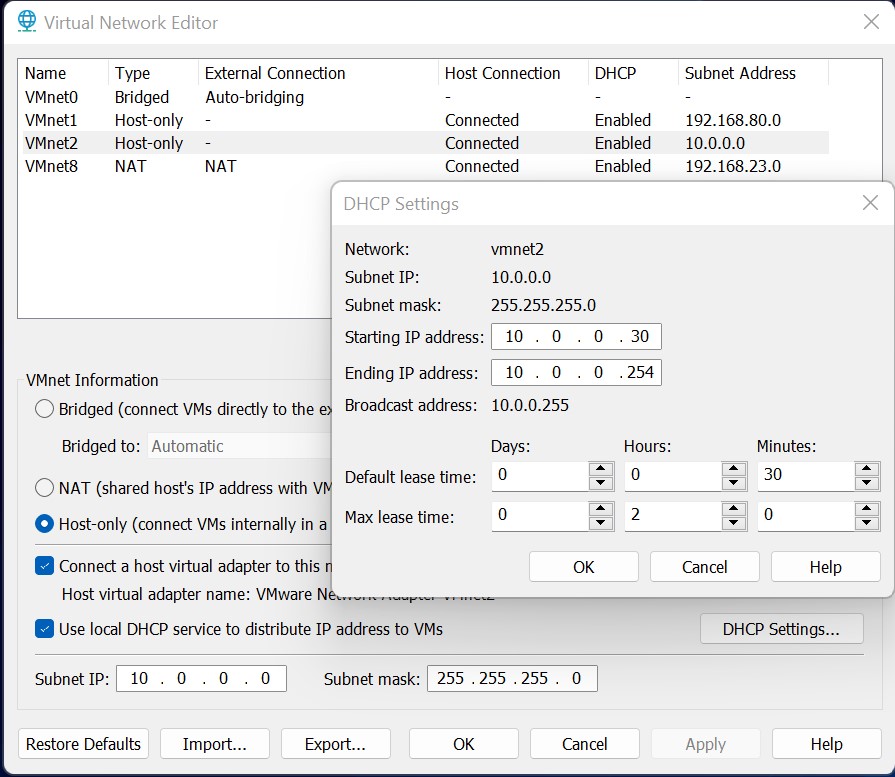 Virtual Network Editor
Name Type External Connection Host Connection DHCP Subnet Address
VMnet0 Bridged Auto-bridging - - -
VMnet1 Host-only - Connected Enabled 192.168.80.0
VMnet2 Host-only - Connected Enabled 10.0.0.0
VMnet8 NAT NAT Connected Enabled 192.168.23.0
DHCP Settings
Network: vmnet2
Subnet IP: 10.0.0.0
Subnet mask: 255.255.255.0
Starting IP address: 10 . 0 . 0 . 30
Ending IP address: 10 . 0 . 0 . 254
Broadcast address: 10.0.0.255
Days: Hours: Minutes:
Default lease time: 0 0 30
Max lease time: 0 2 0
OK Cancel Help
VMnet Information
Bridged (connect VMs directly to the
Bridged to: Automatic
NAT (shared host's IP address with
Host-only (connect VMs internally in a
Connect a host virtual adapter to this
Host virtual adapter name: VMware Network Adapter VMnet2
Use local DHCP service to distribute IP address to VMs
DHCP Settings...
Subnet IP: 10 . 0 . 0 . 0 Subnet mask: 255 . 255 . 255 . 0
Restore Defaults Import... Export... OK Cancel Apply Help